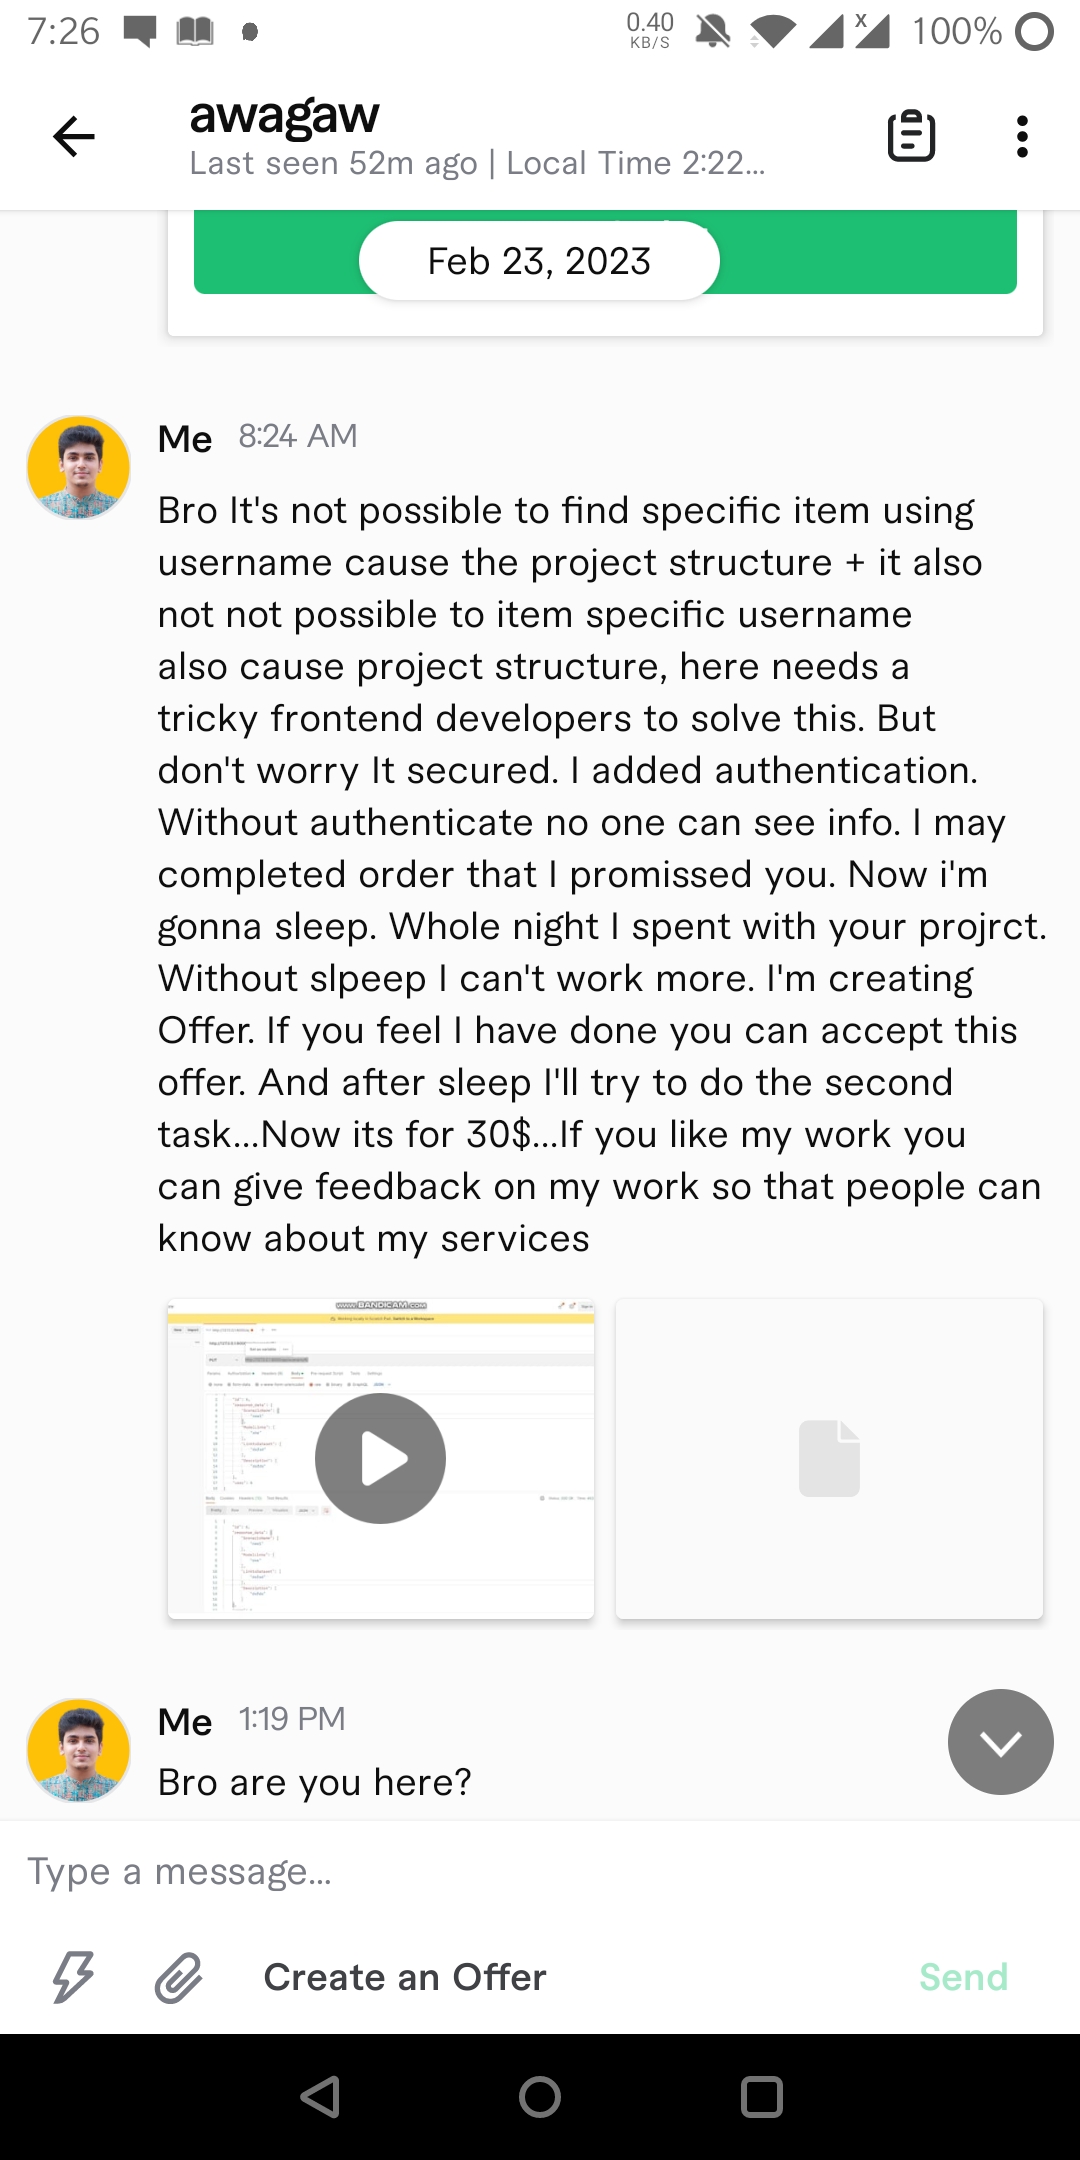 7:26
0.40
KB/S
x
100%
awagaw
Last seen 52m ago | Local Time 2:22...
Feb 23, 2023
Me 8:24 AM
Bro It's not possible to find specific item using
username cause the project structure + it also
not not possible to item specific username
also cause project structure, here needs a
tricky frontend developers to solve this. But
don't worry It secured. I added authentication.
Without authenticate no one can see info. I may
completed order that I promissed you. Now i'm
gonna sleep. Whole night I spent with your projrct.
Without slpeep I can't work more. I'm creating
Offer. If you feel I have done you can accept this
offer. And after sleep I'll try to do the second
task...Now its for 30$...If you like my work you
can give feedback on my work so that people can
know about my services
www.BANDICAM.com
Me 1:19 PM
Bro are you here?
Type a message...
Create an Offer
Send